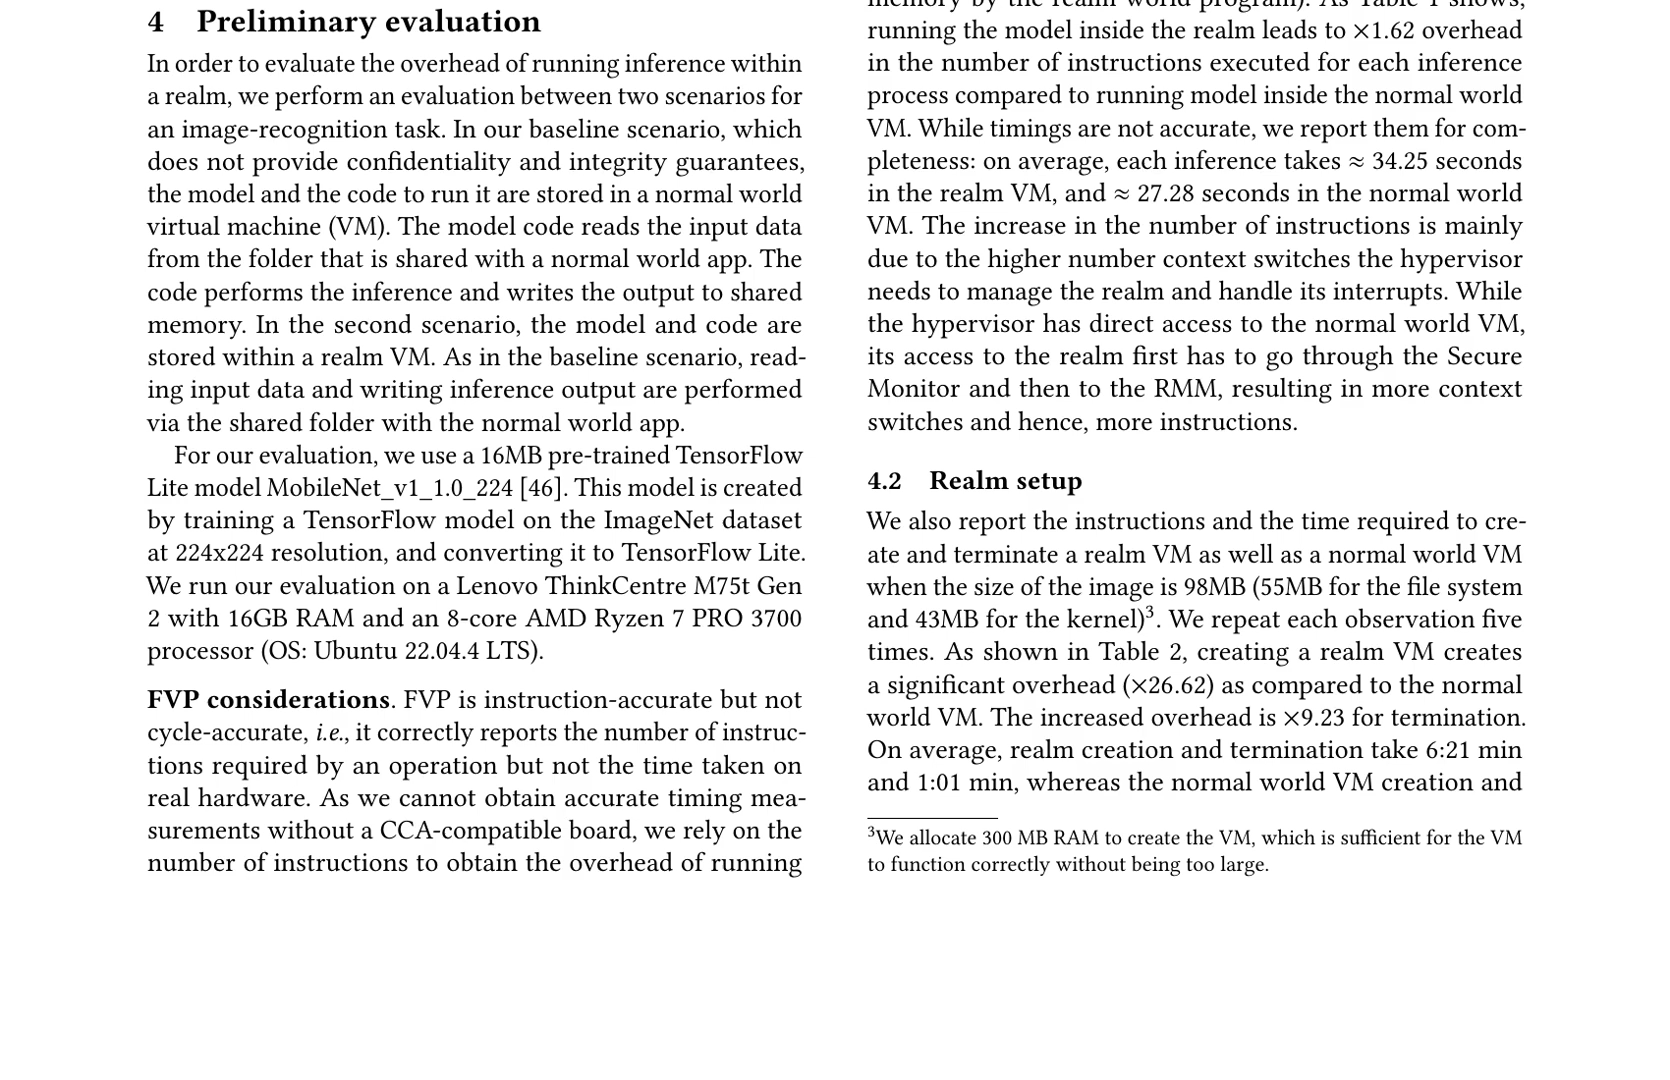 4 Preliminary evaluation
In order to evaluate the overhead of running inference within
a realm, we perform an evaluation between two scenarios for
an image-recognition task. In our baseline scenario, which
does not provide confidentiality and integrity guarantees,
the model and the code to run it are stored in a normal world
virtual machine (VM). The model code reads the input data
from the folder that is shared with a normal world app. The
code performs the inference and writes the output to shared
memory. In the second scenario, the model and code are
stored within a realm VM. As in the baseline scenario, read-
ing input data and writing inference output are performed
via the shared folder with the normal world app.
For our evaluation, we use a 16MB pre-trained TensorFlow
Lite model MobileNet_v1_1.0_224 [46]. This model is created
by training a TensorFlow model on the ImageNet dataset
at 224x224 resolution, and converting it to TensorFlow Lite.
We run our evaluation on a Lenovo ThinkCentre M75t Gen
2 with 16GB RAM and an 8-core AMD Ryzen 7 PRO 3700
processor (OS: Ubuntu 22.04.4 LTS).
FVP considerations. FVP is instruction-accurate but not
cycle-accurate, i.e., it correctly reports the number of instruc-
tions required by an operation but not the time taken on
real hardware. As we cannot obtain accurate timing mea-
surements without a CCA-compatible board, we rely on the
number of instructions to obtain the overhead of running
memory by the realm world program). As Table 1 shows,
running the model inside the realm leads to ×1.62 overhead
in the number of instructions executed for each inference
process compared to running model inside the normal world
VM. While timings are not accurate, we report them for com-
pleteness: on average, each inference takes ≈ 34.25 seconds
in the realm VM, and ≈ 27.28 seconds in the normal world
VM. The increase in the number of instructions is mainly
due to the higher number context switches the hypervisor
needs to manage the realm and handle its interrupts. While
the hypervisor has direct access to the normal world VM,
its access to the realm first has to go through the Secure
Monitor and then to the RMM, resulting in more context
switches and hence, more instructions.
4.2 Realm setup
We also report the instructions and the time required to cre-
ate and terminate a realm VM as well as a normal world VM
when the size of the image is 98MB (55MB for the file system
and 43MB for the kernel)³. We repeat each observation five
times. As shown in Table 2, creating a realm VM creates
a significant overhead (×26.62) as compared to the normal
world VM. The increased overhead is ×9.23 for termination.
On average, realm creation and termination take 6:21 min
and 1:01 min, whereas the normal world VM creation and
³We allocate 300 MB RAM to create the VM, which is sufficient for the VM
to function correctly without being too large.